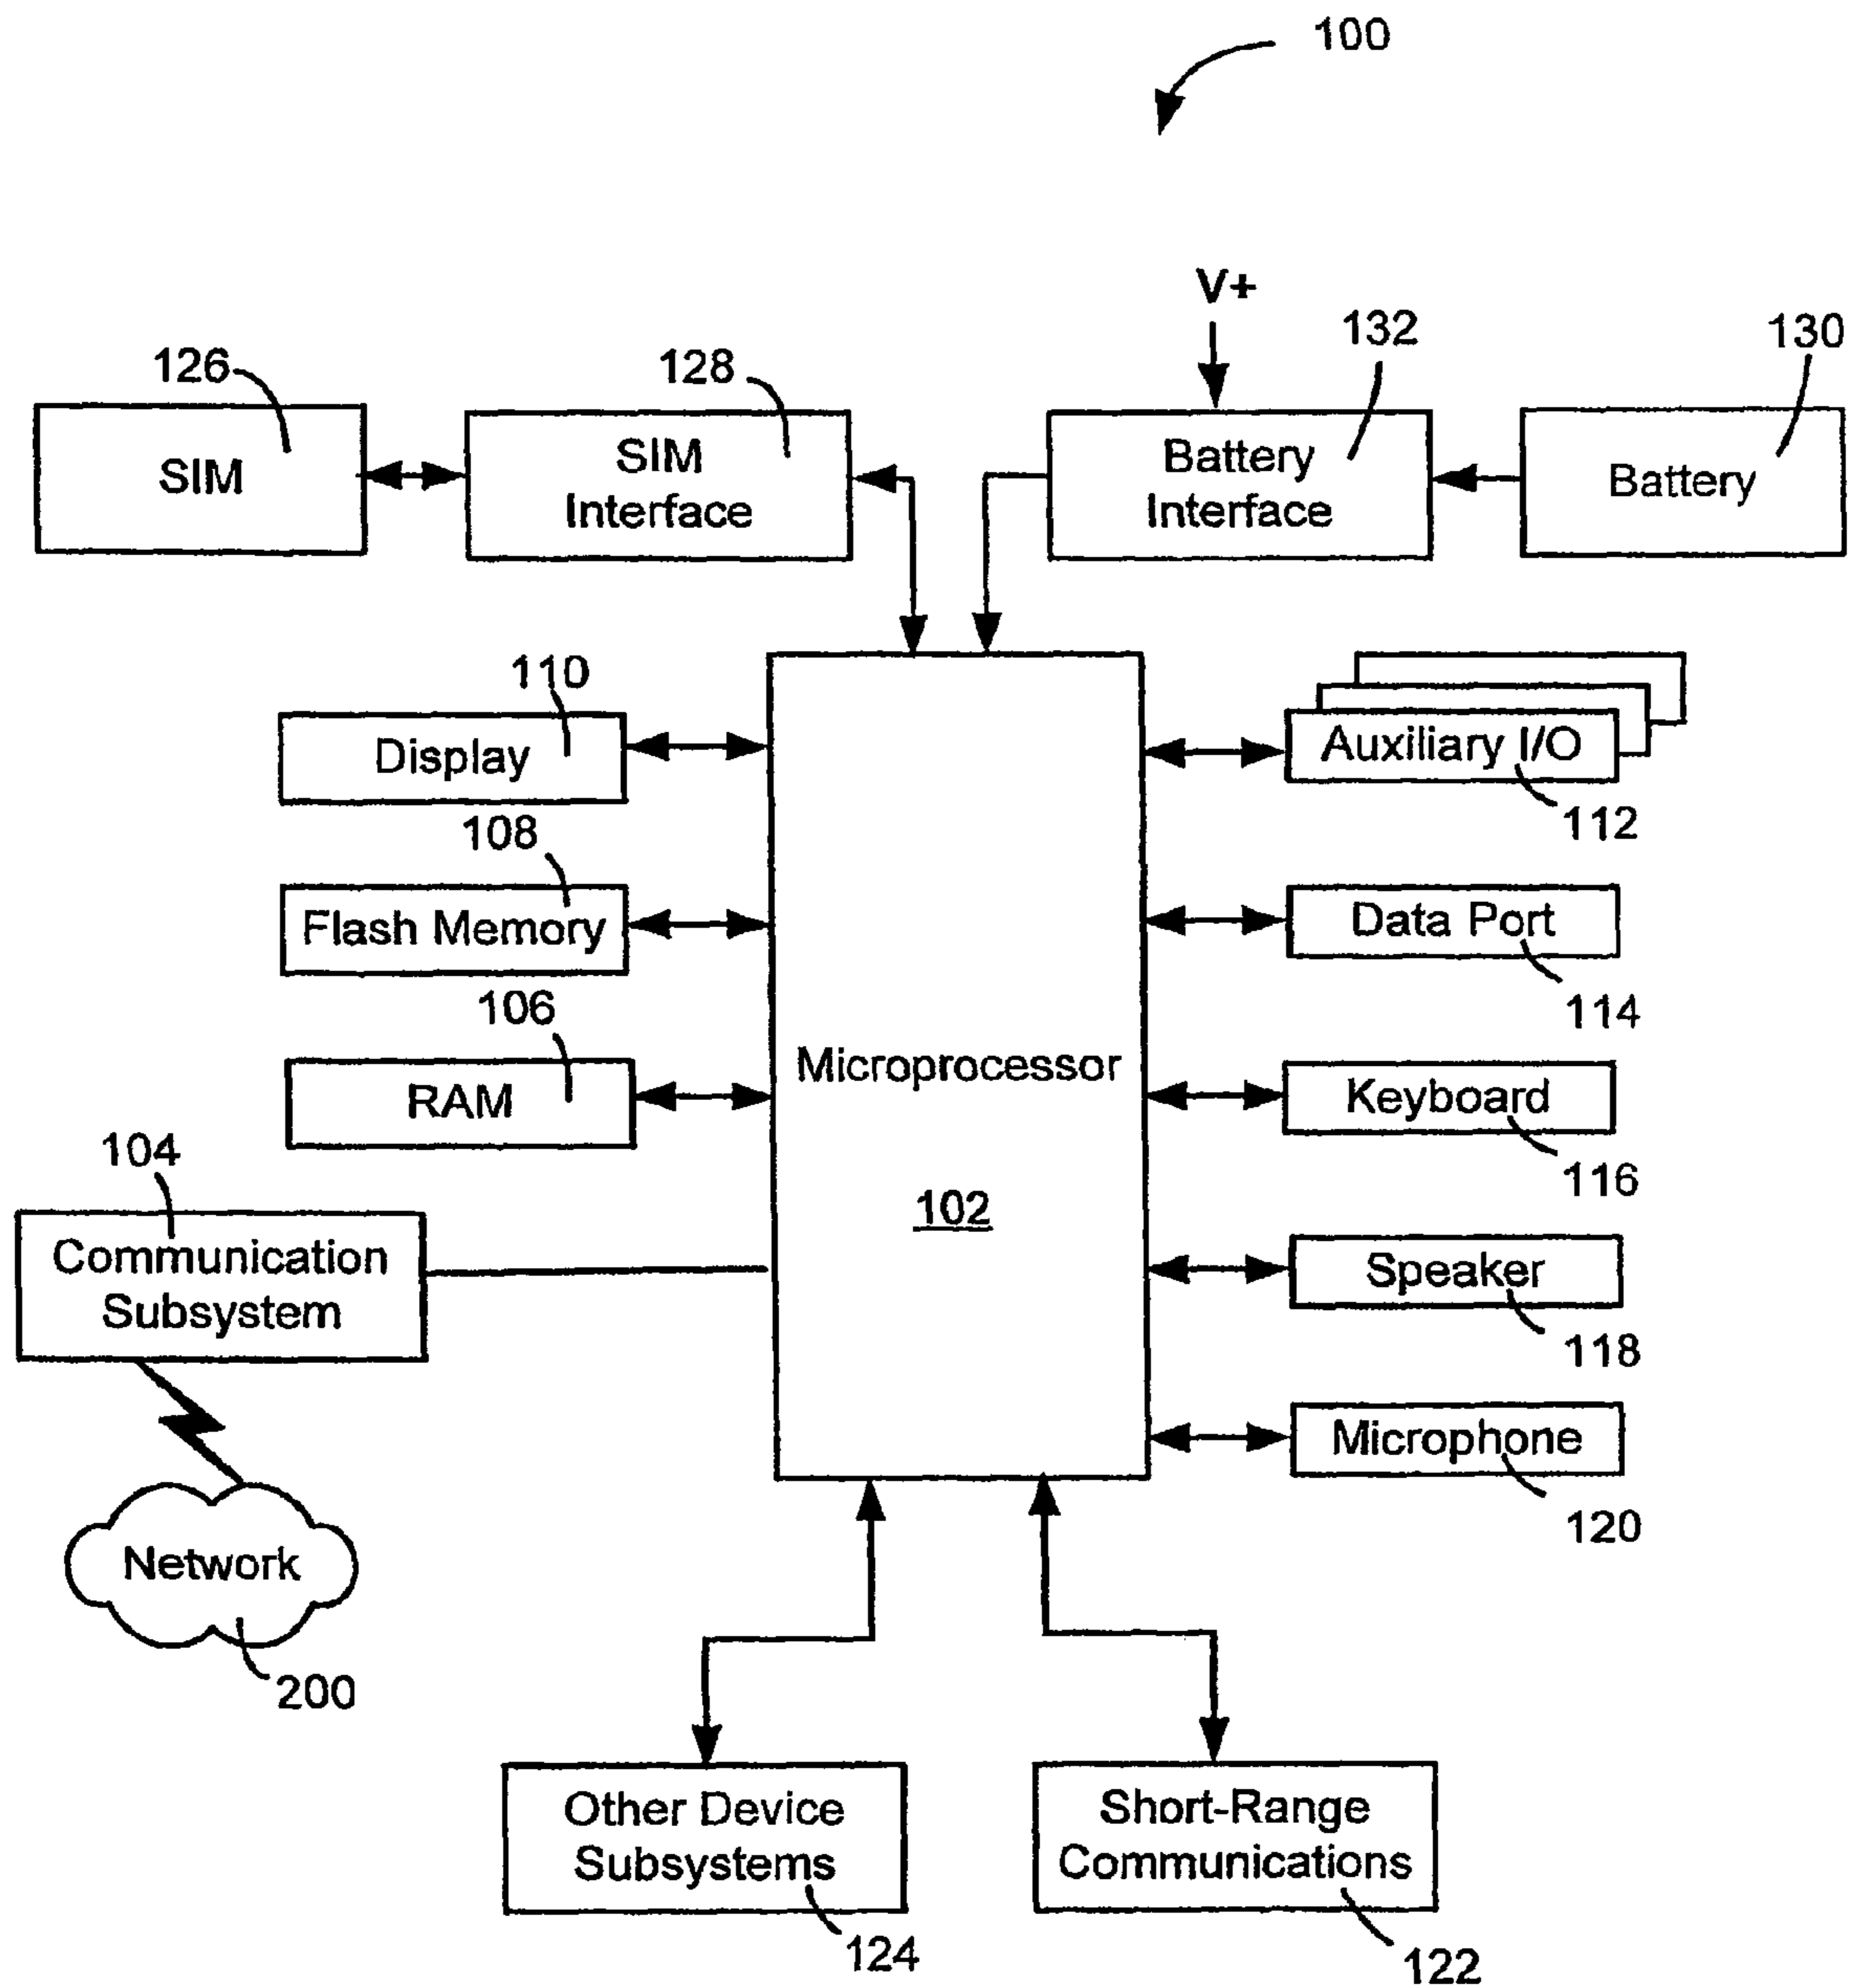 100
V+
132
130
126
128
SIM
SIM
Interface
Battery
Interface
Battery
110
Display
Auxiliary I/O
112
108
Flash Memory
Data Port
114
106
RAM
Microprocessor
102
Keyboard
116
104
Communication
Subsystem
Speaker
118
Microphone
120
Network
200
Other Device
Subsystems
124
Short-Range
Communications
122